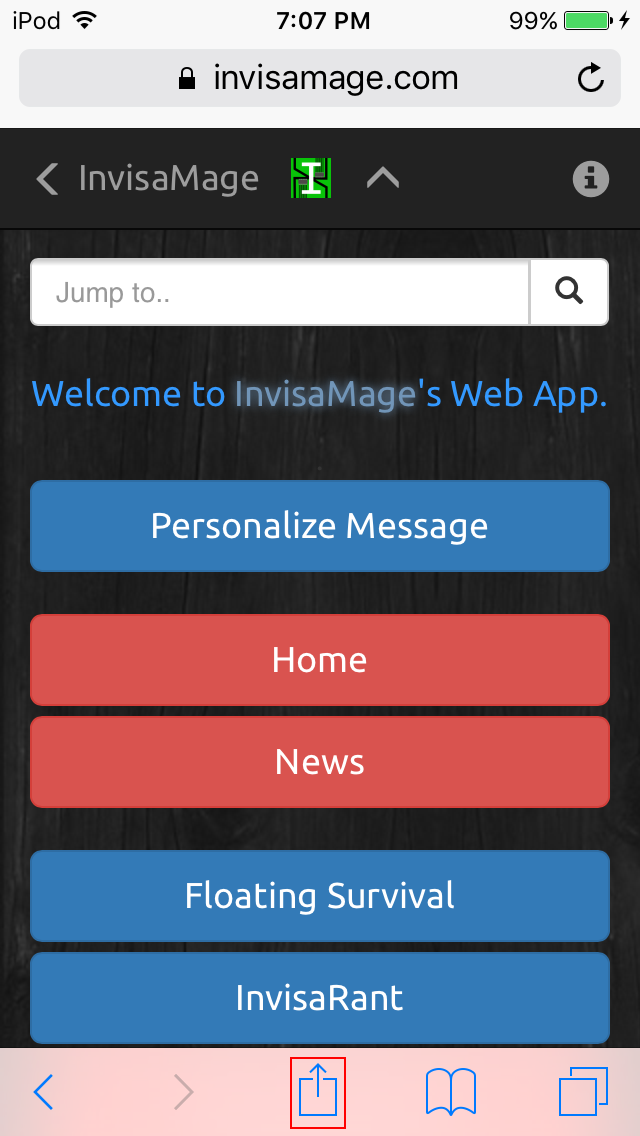 iPod 7:07 PM 99%
invisamage.com
InvisaMage I i
Jump to..
Welcome to InvisaMage's Web App.
Personalize Message
Home
News
Floating Survival
InvisaRant